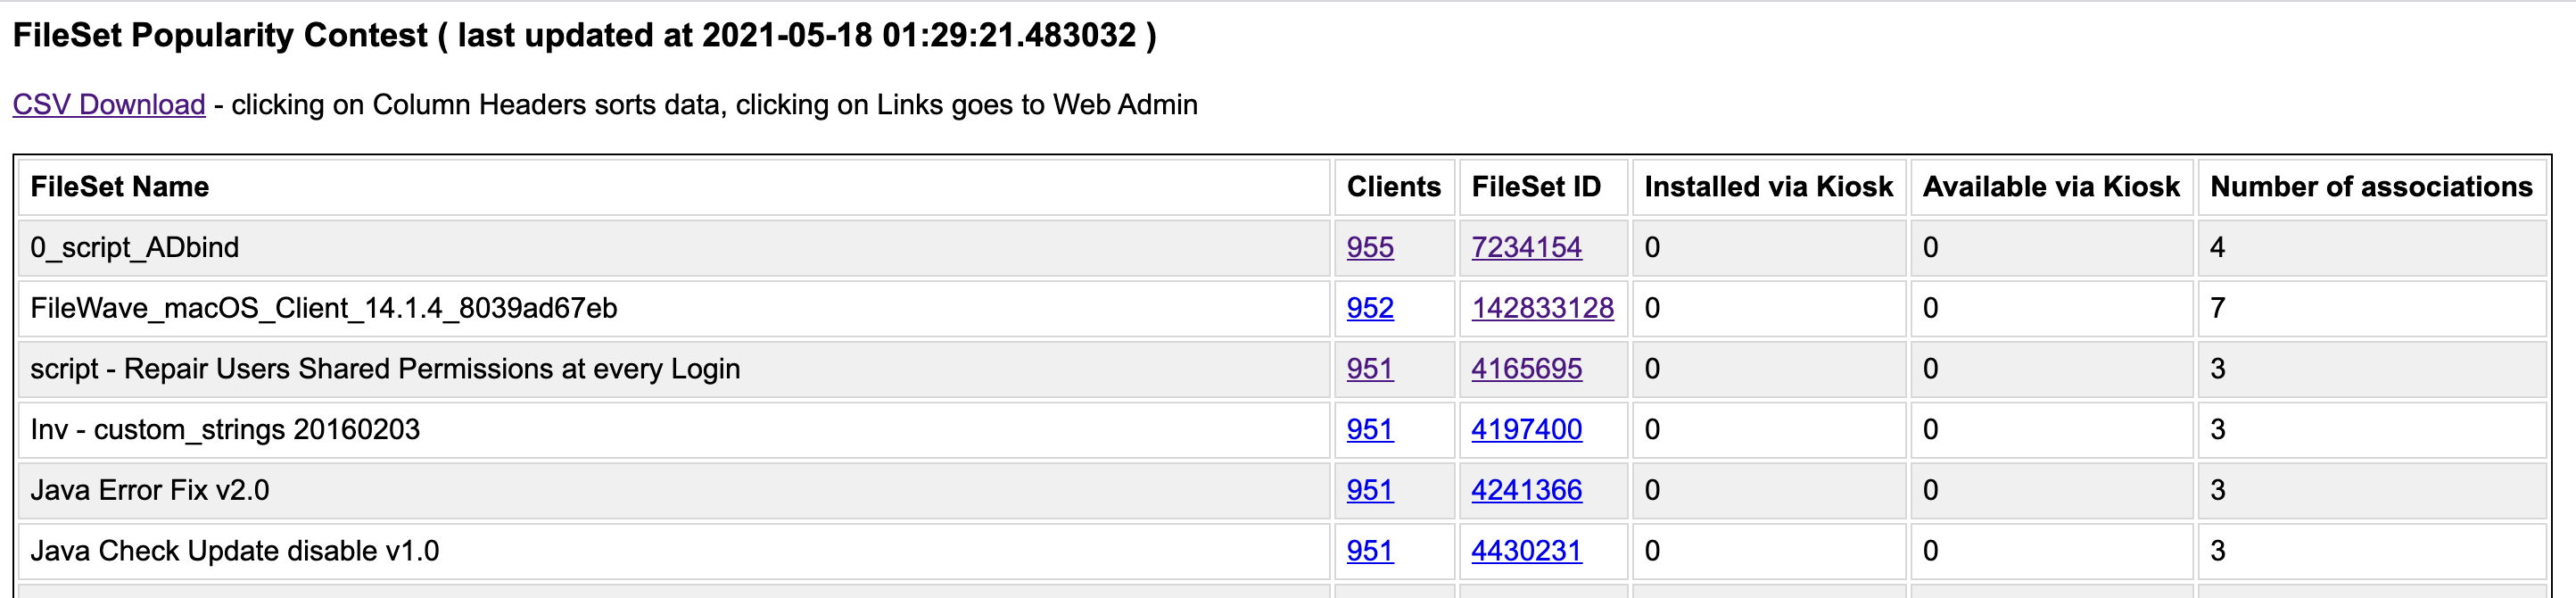 FileSet Popularity Contest ( last updated at 2021-05-18 01:29:21.483032 )
CSV Download - clicking on Column Headers sorts data, clicking on Links goes to Web Admin
FileSet Name Clients FileSet ID Installed via Kiosk Available via Kiosk Number of associations
0_script_ADbind 955 7234154 0 0 4
FileWave_macOS_Client_14.1.4_8039ad67eb 952 142833128 0 0 7
script - Repair Users Shared Permissions at every Login 951 4165695 0 0 3
Inv - custom_strings 20160203 951 4197400 0 0 3
Java Error Fix v2.0 951 4241366 0 0 3
Java Check Update disable v1.0 951 4430231 0 0 3